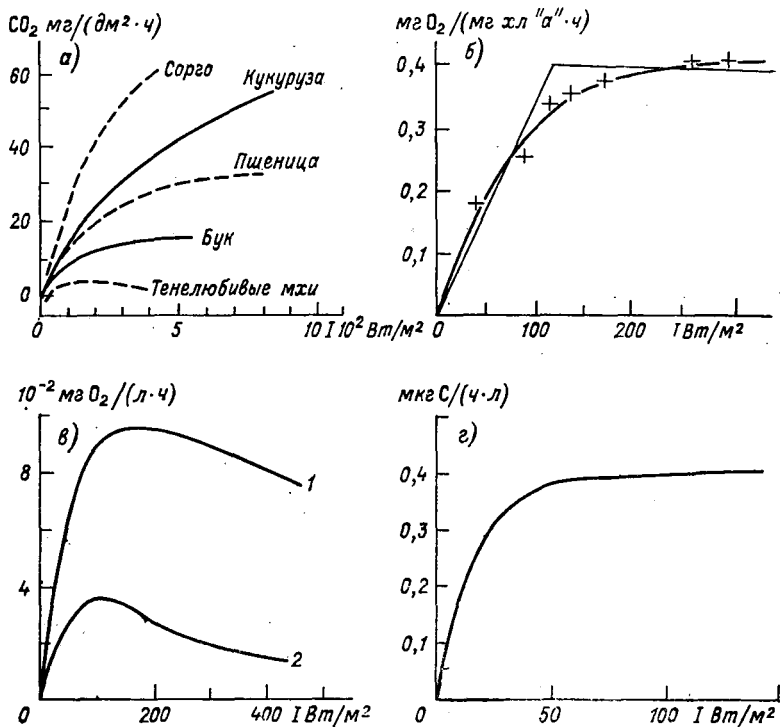 CO₂ мг/(дм²·ч)
а)
60
40
20
0
Сорго
Кукуруза
Пшеница
Бук
Тенелюбивые мхи
0 5 10 I 10² Вт/м²
мг O₂/(мг хл "а"·ч)
б)
0,4
0,3
0,2
0,1
0 100 200 I Вт/м²
10⁻² мг O₂/(л·ч)
в)
8
4
1
2
0 200 400 I Вт/м²
мкг С/(ч·л)
г)
0,4
0,3
0,2
0,1
0 50 100 I Вт/м²